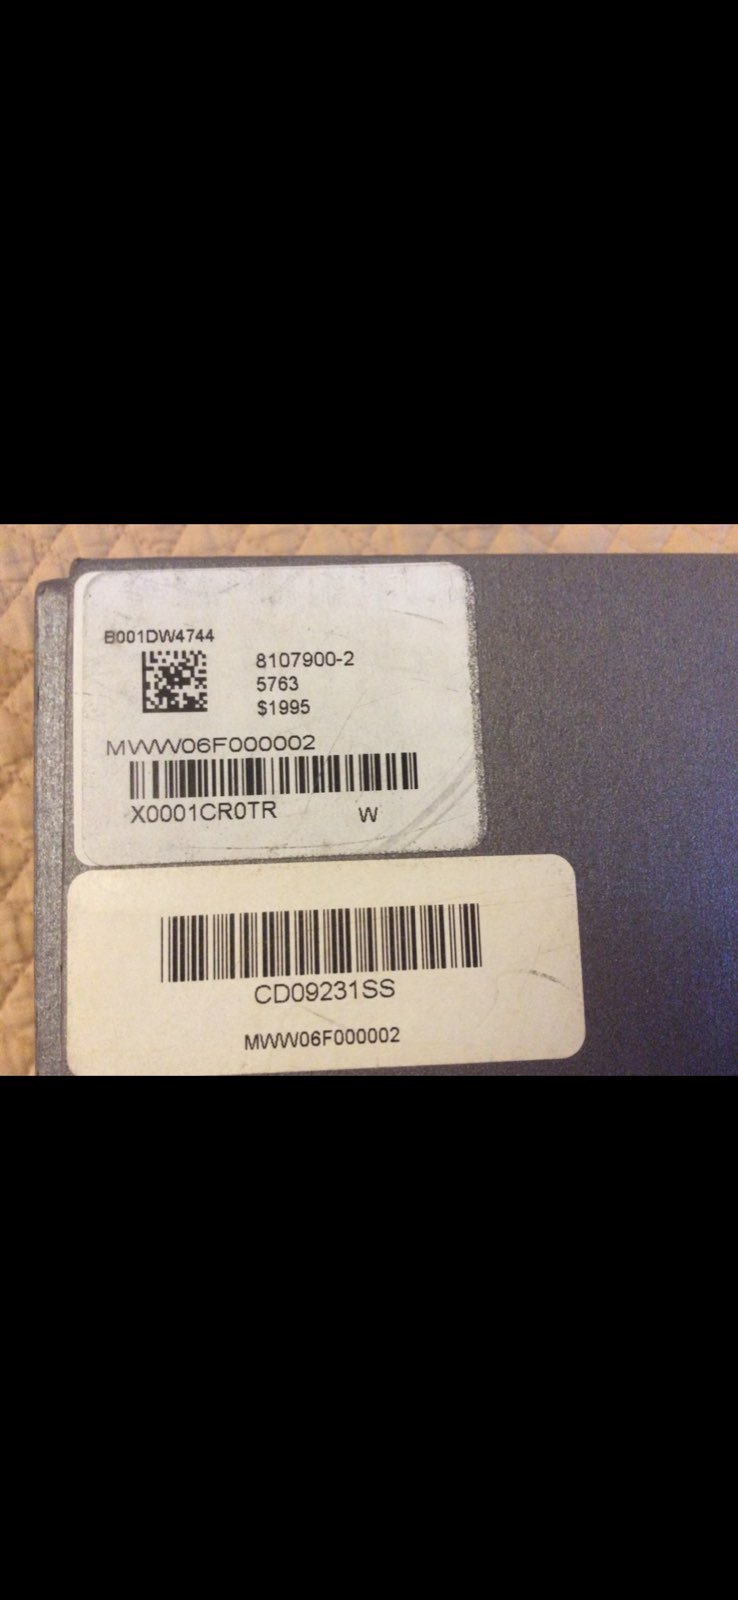 B001DW4744
8107900-2
5763
$1995
MWW06F000002
X0001CR0TR W
CD09231SS
MWW06F000002